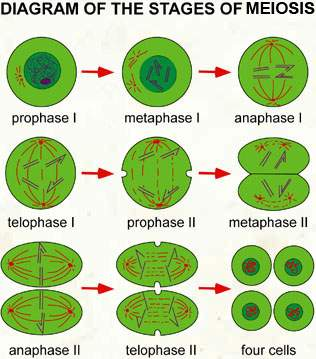 DIAGRAM OF THE STAGES OF MEIOSIS
prophase I
metaphase I
anaphase I
telophase I
prophase II
metaphase II
anaphase II
telophase II
four cells